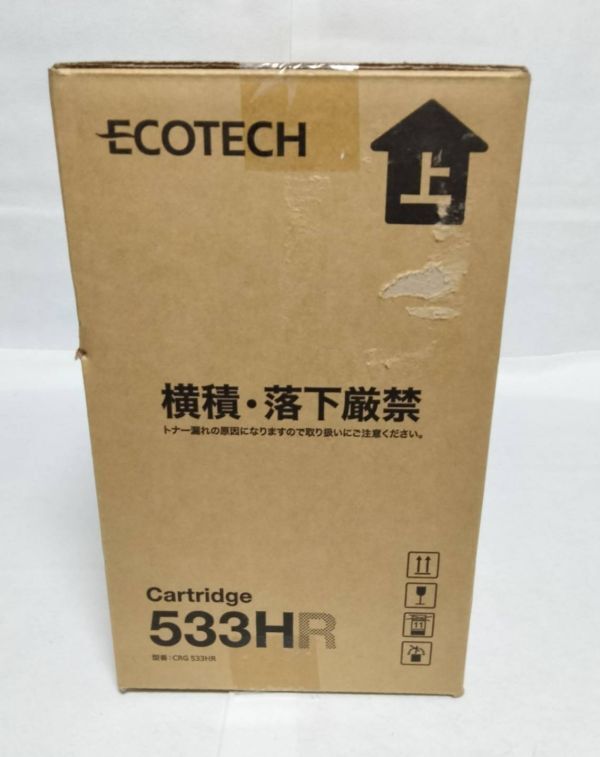 ECOTECH
上
横積・落下厳禁
トナー漏れの原因になりますので取り扱いにご注意ください。
Cartridge
533HR
型番：CRG 533HR
11